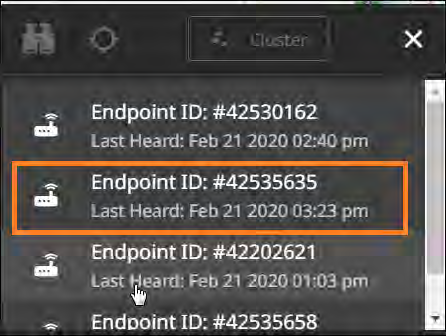 Cluster
Endpoint ID: #42530162
Last Heard: Feb 21 2020 02:40 pm
Endpoint ID: #42535635
Last Heard: Feb 21 2020 03:23 pm
Endpoint ID: #42202621
Last Heard: Feb 21 2020 01:03 pm
Endpoint ID: #42535658